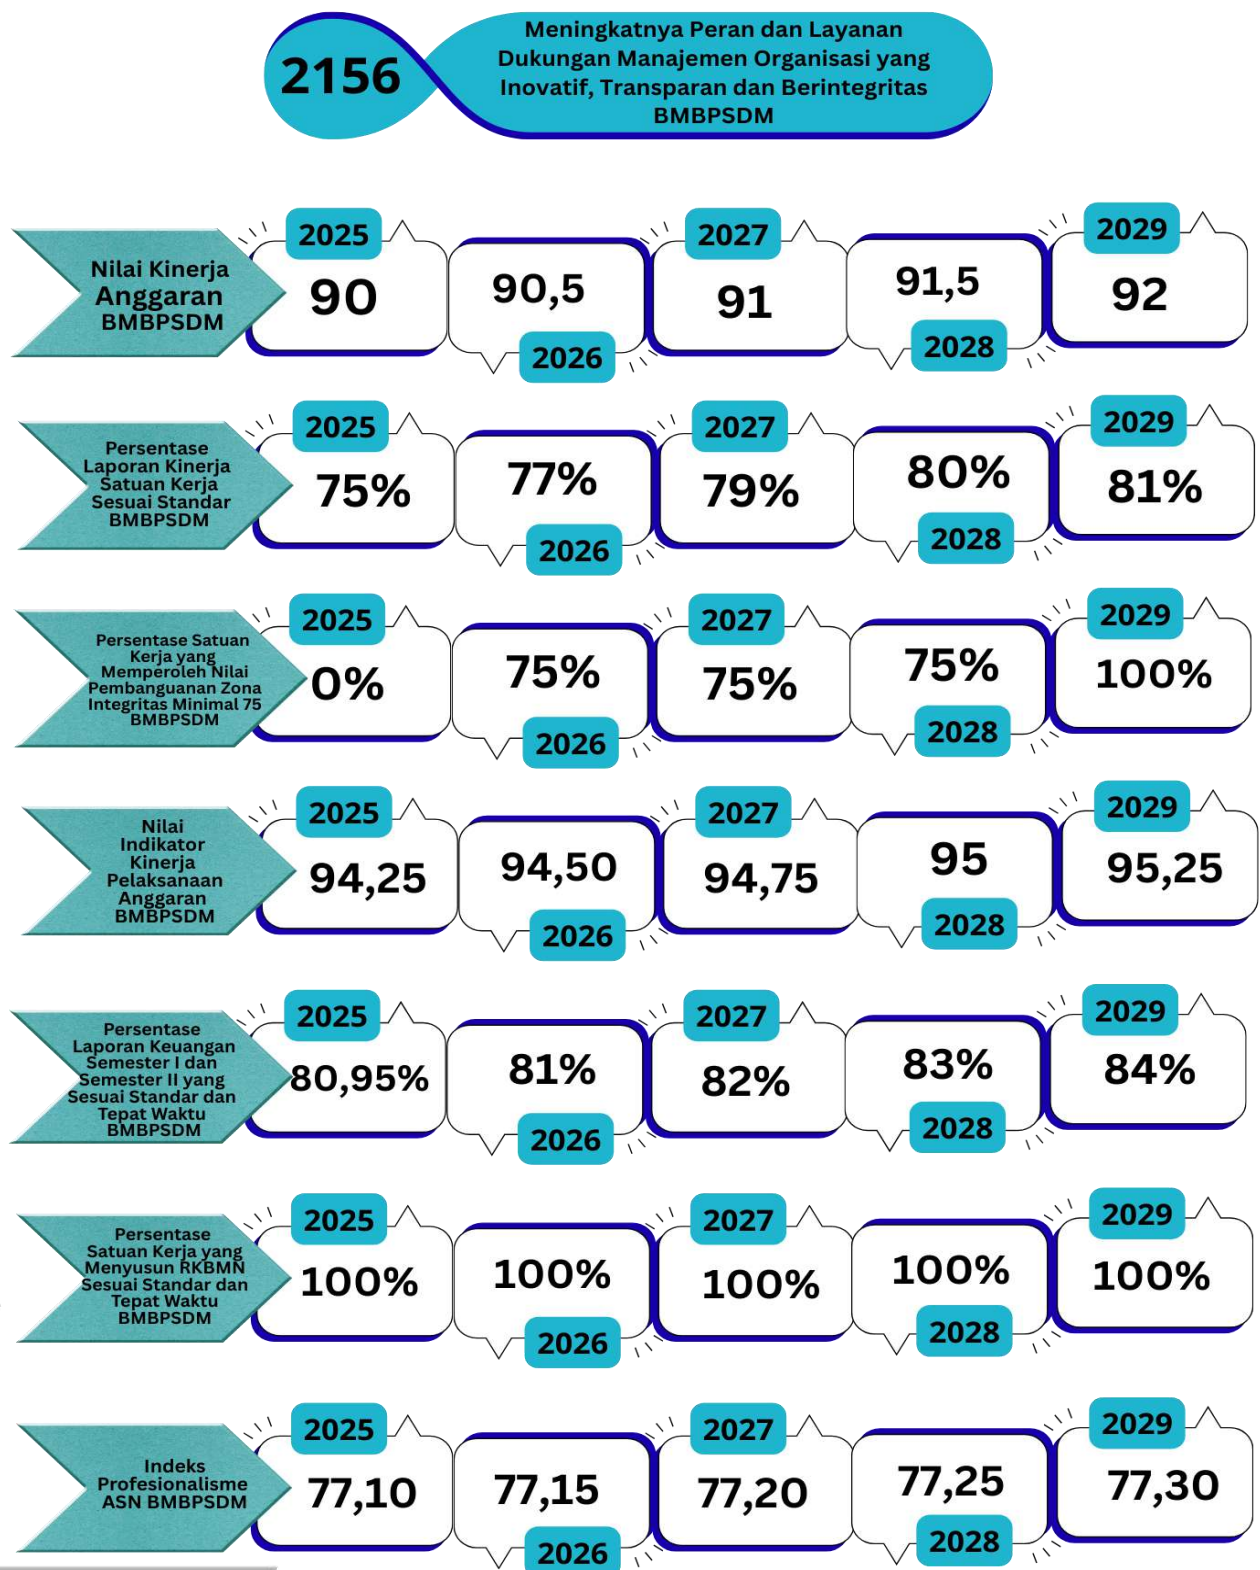 2156
Meningkatnya Peran dan Layanan
Dukungan Manajemen Organisasi yang
Inovatif, Transparan dan Berintegritas
BMBPSDM
Nilai Kinerja
Anggaran
BMBPSDM
2025
90
90,5
2026
2027
91
91,5
2028
2029
92
Persentase
Laporan Kinerja
Satuan Kerja
Sesuai Standar
BMBPSDM
2025
75%
77%
2026
2027
79%
80%
2028
2029
81%
Persentase Satuan
Kerja yang
Memperoleh Nilai
Pembanguanan Zona
Integritas Minimal 75
BMBPSDM
2025
0%
75%
2026
2027
75%
75%
2028
2029
100%
Nilai
Indikator
Kinerja
Pelaksanaan
Anggaran
BMBPSDM
2025
94,25
94,50
2026
2027
94,75
95
2028
2029
95,25
Persentase
Laporan Keuangan
Semester I dan
Semester II yang
Sesuai Standar dan
Tepat Waktu
BMBPSDM
2025
80,95%
81%
2026
2027
82%
83%
2028
2029
84%
Persentase
Satuan Kerja yang
Menyusun RKBMN
Sesuai Standar dan
Tepat Waktu
BMBPSDM
2025
100%
100%
2026
2027
100%
100%
2028
2029
100%
Indeks
Profesionalisme
ASN BMBPSDM
2025
77,10
77,15
2026
2027
77,20
77,25
2028
2029
77,30